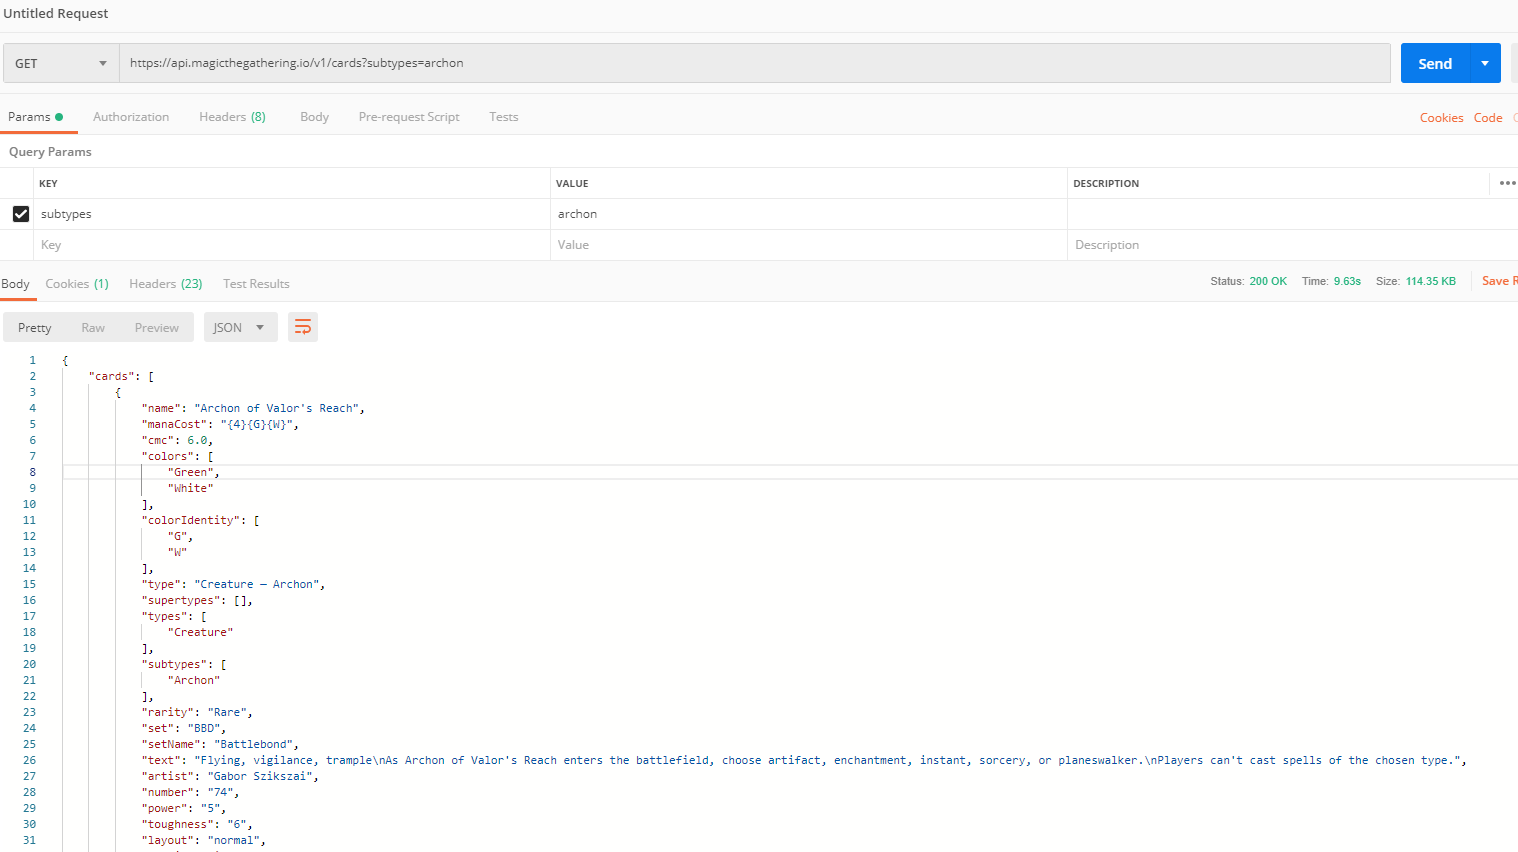 Untitled Request
GET https://api.magicthegathering.io/v1/cards?subtypes=archon Send
Params Authorization Headers (8) Body Pre-request Script Tests Cookies Code
Query Params
KEY VALUE DESCRIPTION
subtypes archon
Key Value Description
Body Cookies (1) Headers (23) Test Results Status: 200 OK Time: 9.63s Size: 114.35 KB Save
Pretty Raw Preview JSON
1 {
2 "cards": [
3 {
4 "name": "Archon of Valor's Reach",
5 "manaCost": "{4}{G}{W}",
6 "cmc": 6.0,
7 "colors": [
8 "Green",
9 "White"
10 ],
11 "colorIdentity": [
12 "G",
13 "W"
14 ],
15 "type": "Creature — Archon",
16 "supertypes": [],
17 "types": [
18 "Creature"
19 ],
20 "subtypes": [
21 "Archon"
22 ],
23 "rarity": "Rare",
24 "set": "BBD",
25 "setName": "Battlebond",
26 "text": "Flying, vigilance, trample\nAs Archon of Valor's Reach enters the battlefield, choose artifact, enchantment, instant, sorcery, or planeswalker.\nPlayers can't cast spells of the chosen type.",
27 "artist": "Gabor Szikszai",
28 "number": "74",
29 "power": "5",
30 "toughness": "6",
31 "layout": "normal",